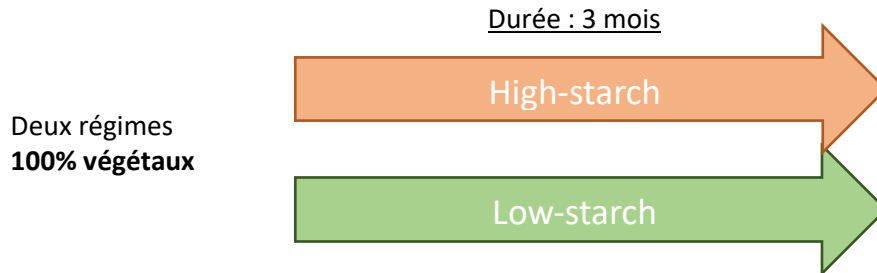 Durée : 3 mois
High-starch
Deux régimes
100% végétaux
Low-starch